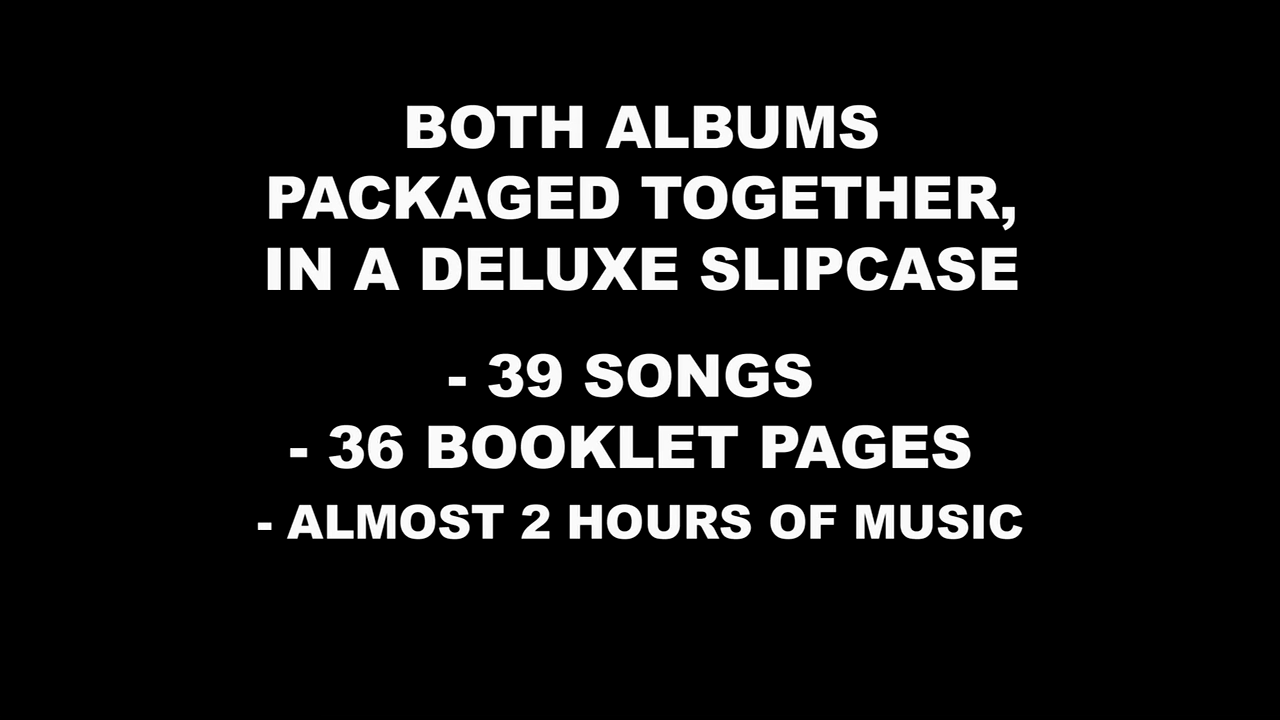 BOTH ALBUMS
PACKAGED TOGETHER,
IN A DELUXE SLIPCASE
- 39 SONGS
- 36 BOOKLET PAGES
- ALMOST 2 HOURS OF MUSIC